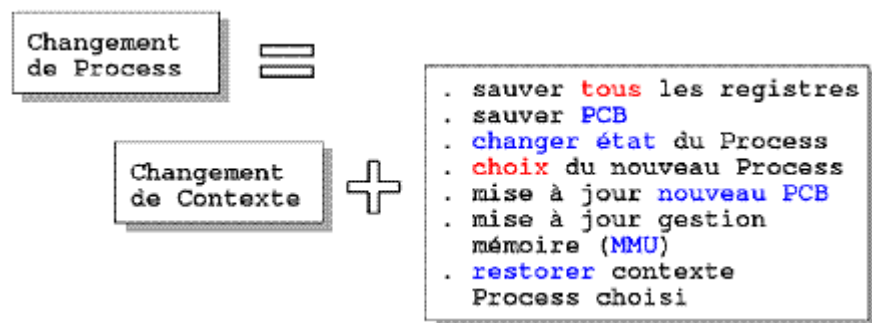 Changement
de Process
Changement
de Contexte
. sauver tous les registres
. sauver PCB
. changer état du Process
. choix du nouveau Process
. mise à jour nouveau PCB
. mise à jour gestion
mémoire (MMU)
. restorer contexte
Process choisi